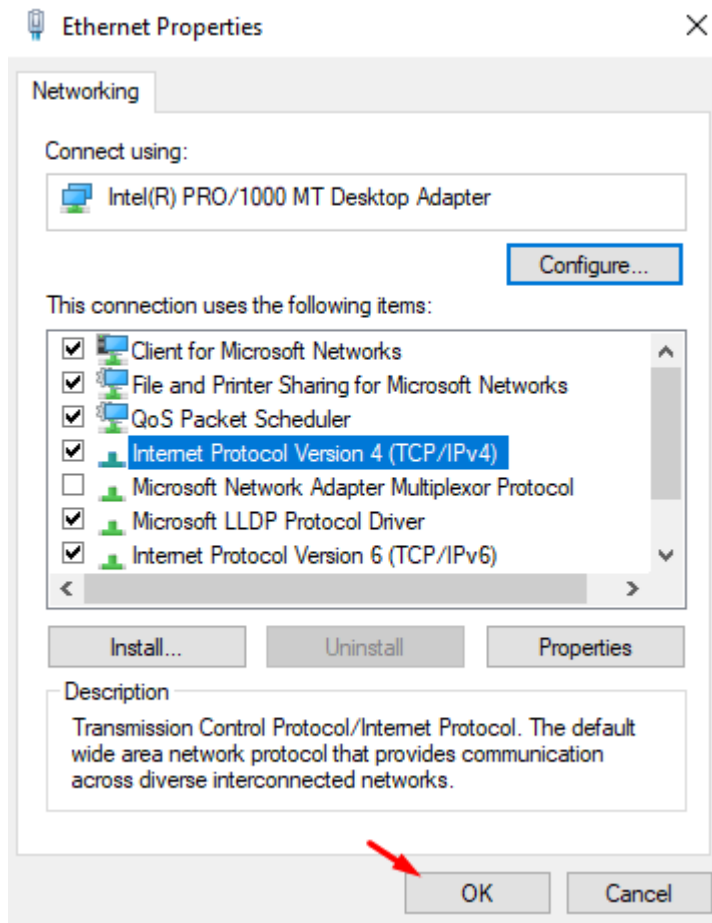 Ethernet Properties
Networking
Connect using:
Intel(R) PRO/1000 MT Desktop Adapter
Configure...
This connection uses the following items:
Client for Microsoft Networks
File and Printer Sharing for Microsoft Networks
QoS Packet Scheduler
Internet Protocol Version 4 (TCP/IPv4)
Microsoft Network Adapter Multiplexor Protocol
Microsoft LLDP Protocol Driver
Internet Protocol Version 6 (TCP/IPv6)
Install... Uninstall Properties
Description
Transmission Control Protocol/Internet Protocol. The default
wide area network protocol that provides communication
across diverse interconnected networks.
OK Cancel